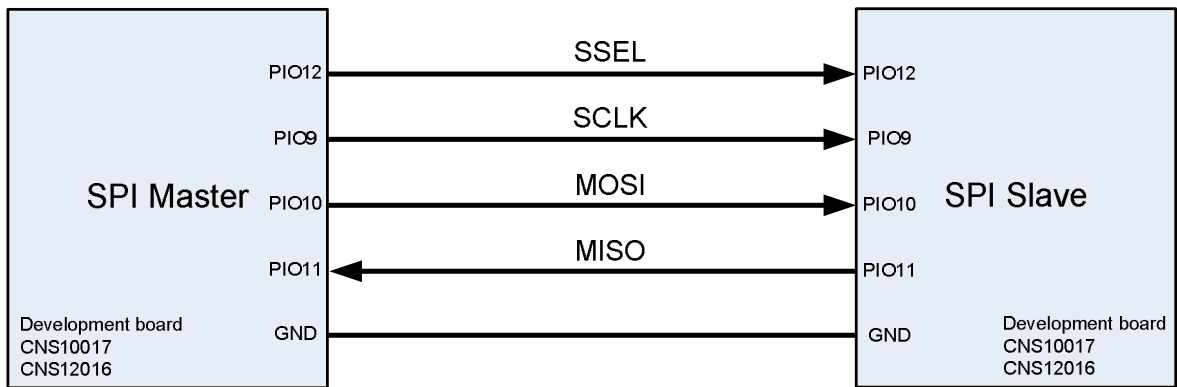 SSEL
PIO12
PIO12
SCLK
PIO9
PIO9
MOSI
SPI Master
PIO10
PIO10
SPI Slave
MISO
PIO11
PIO11
GND
GND
Development board
CNS10017
CNS12016
Development board
CNS10017
CNS12016